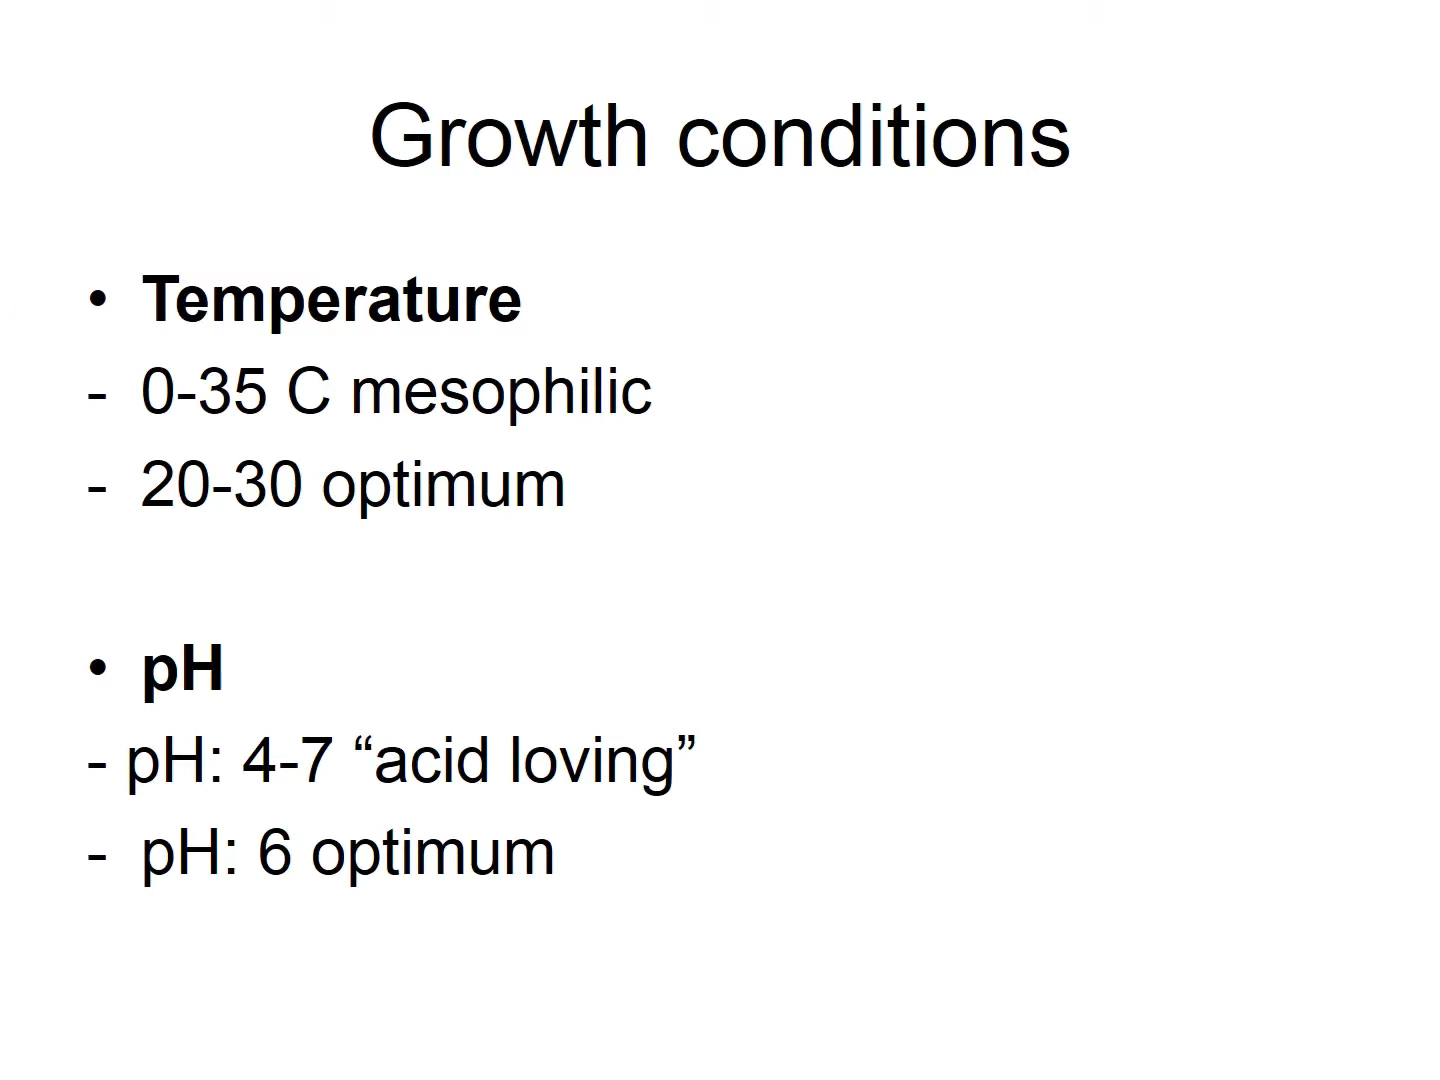 Growth conditions
• Temperature
- 0-35 C mesophilic
- 20-30 optimum
• pH
- pH: 4-7 “acid loving”
- pH: 6 optimum